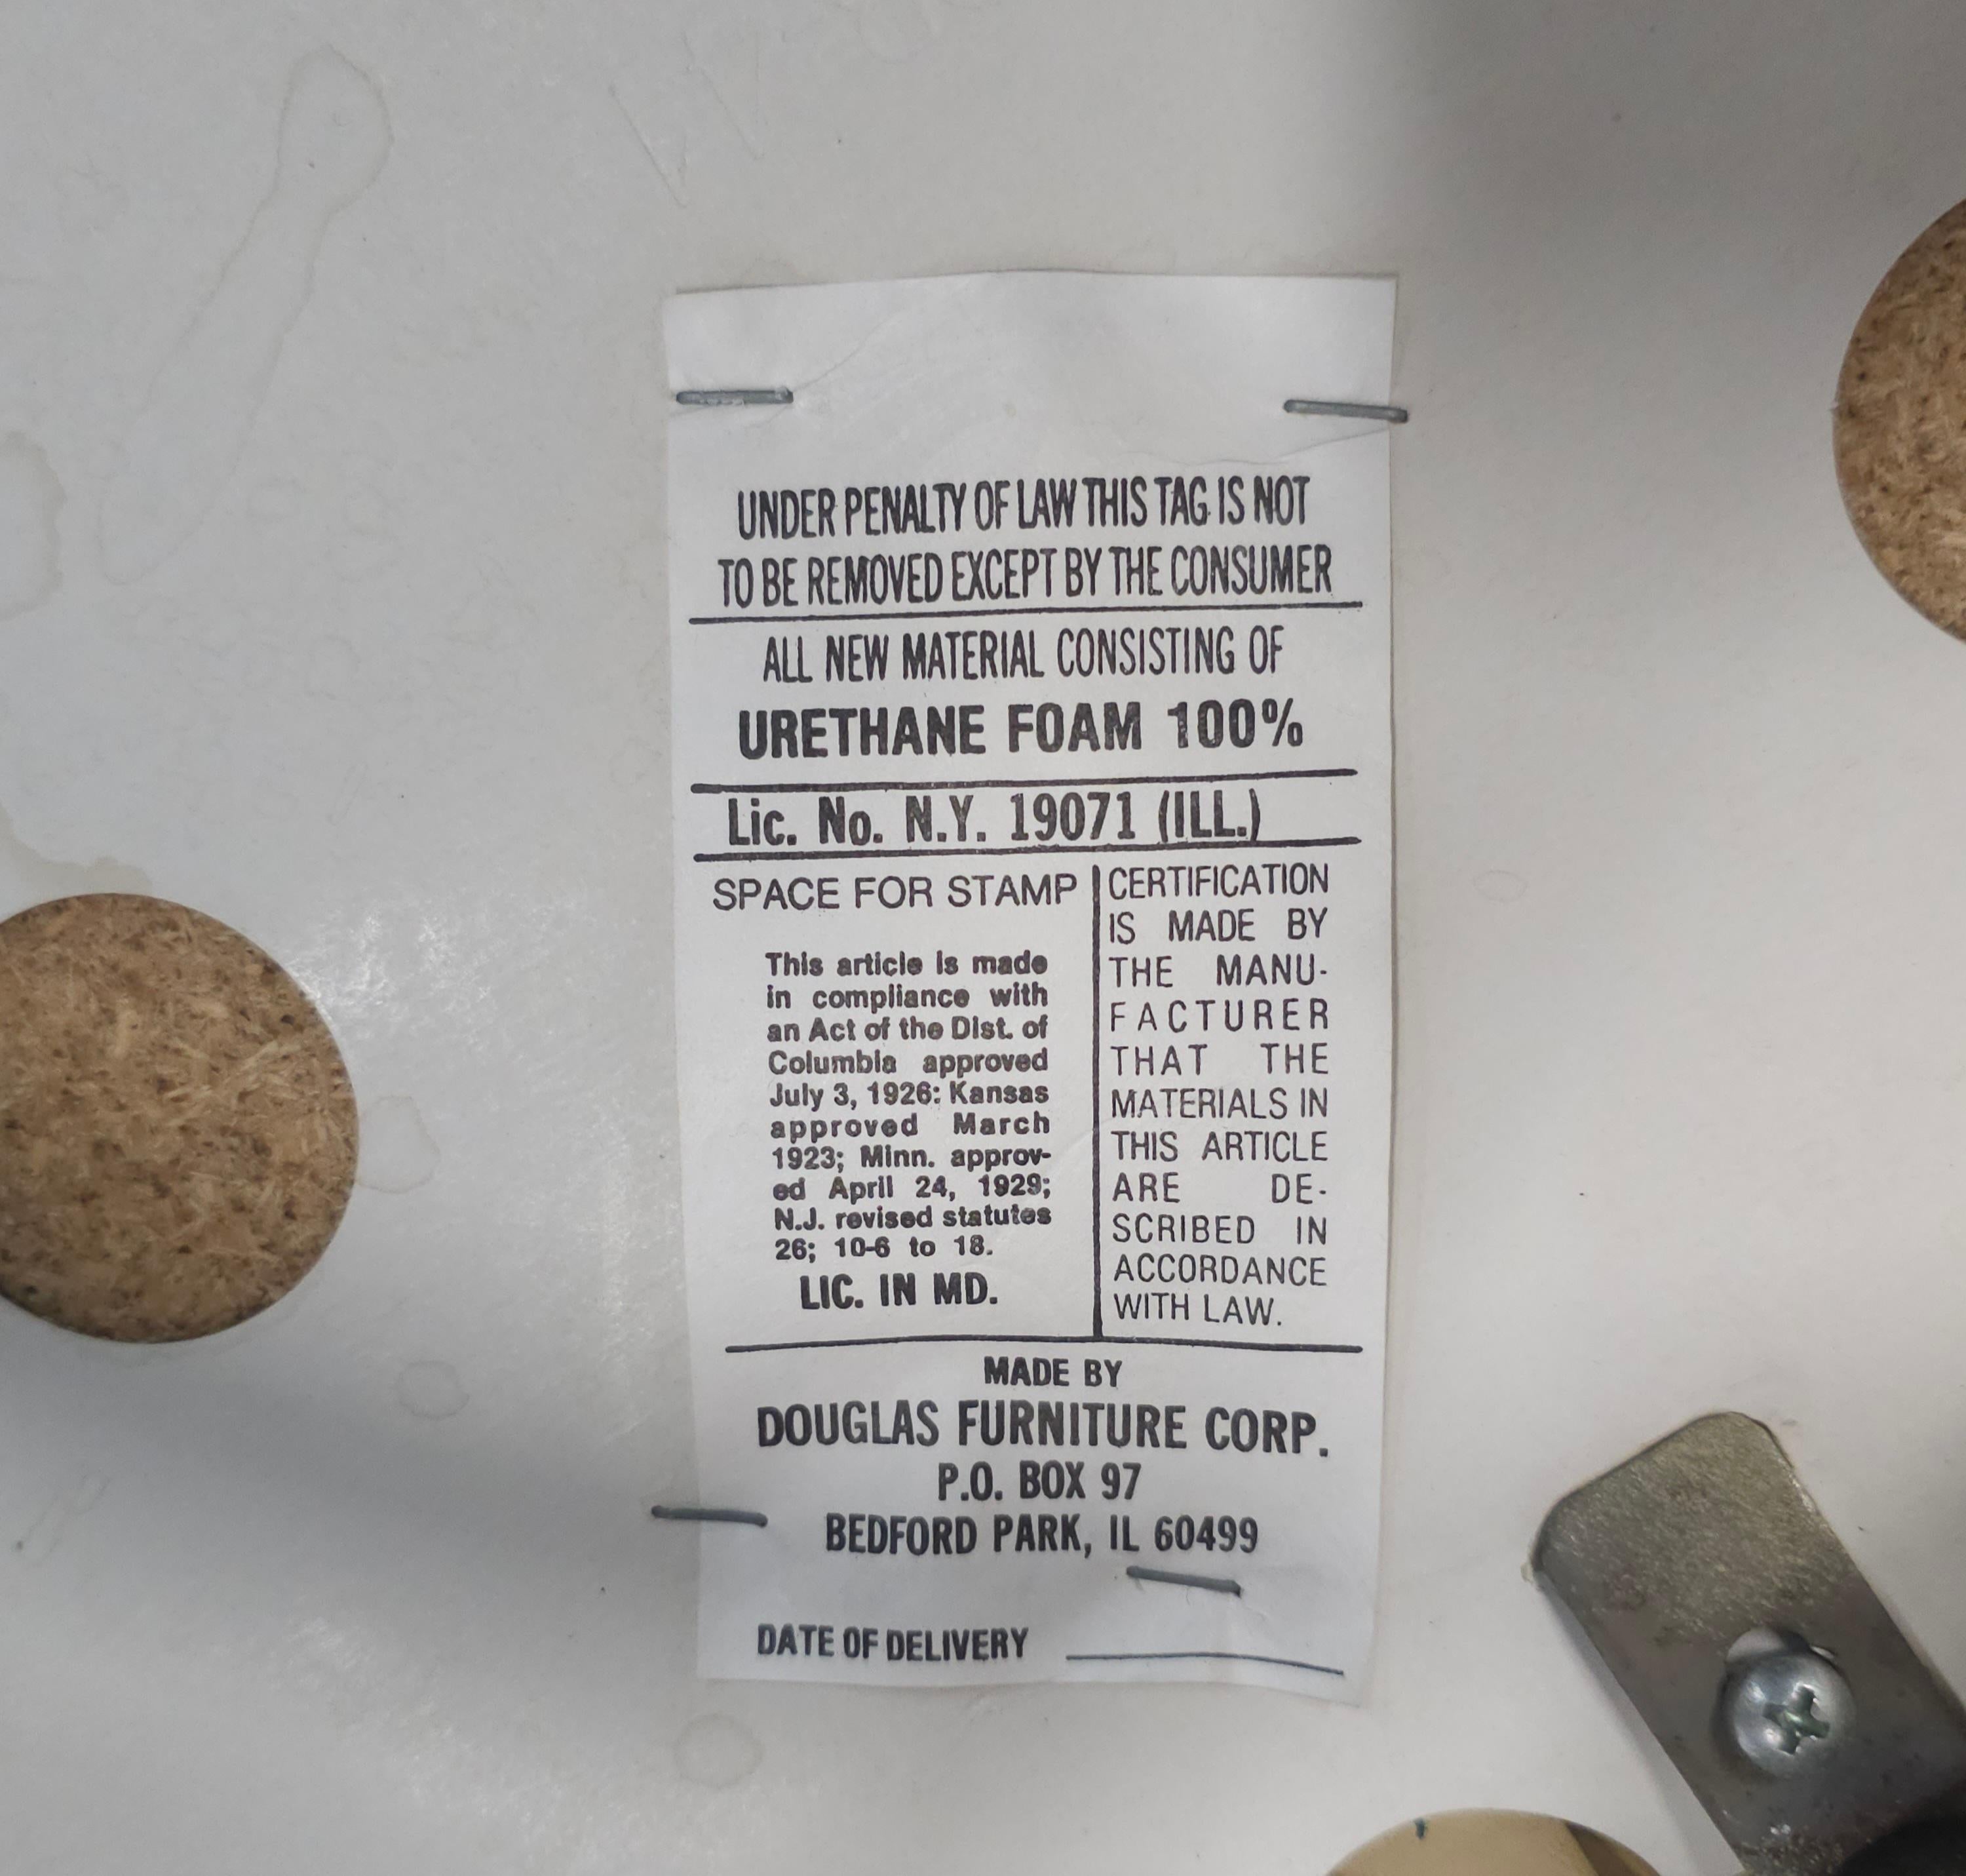 UNDER PENALTY OF LAW THIS TAG IS NOT
TO BE REMOVED EXCEPT BY THE CONSUMER
ALL NEW MATERIAL CONSISTING OF
URETHANE FOAM 100%
Lic. No. N.Y. 19071 (ILL.)
SPACE FOR STAMP
This article is made
in compliance with
an Act of the Dist. of
Columbia approved
July 3, 1926: Kansas
approved March
1923; Minn. approv-
ed April 24, 1929;
N.J. revised statutes
26; 10-6 to 18.
LIC. IN MD.
CERTIFICATION
IS MADE BY
THE MANU-
FACTURER
THAT THE
MATERIALS IN
THIS ARTICLE
ARE DE-
SCRIBED IN
ACCORDANCE
WITH LAW.
MADE BY
DOUGLAS FURNITURE CORP.
P.O. BOX 97
BEDFORD PARK, IL 60499
DATE OF DELIVERY